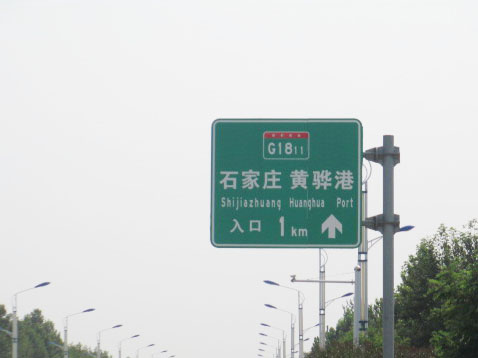 G1811
石家庄 黄骅港
Shijiazhuang Huanghua Port
入口 1 km